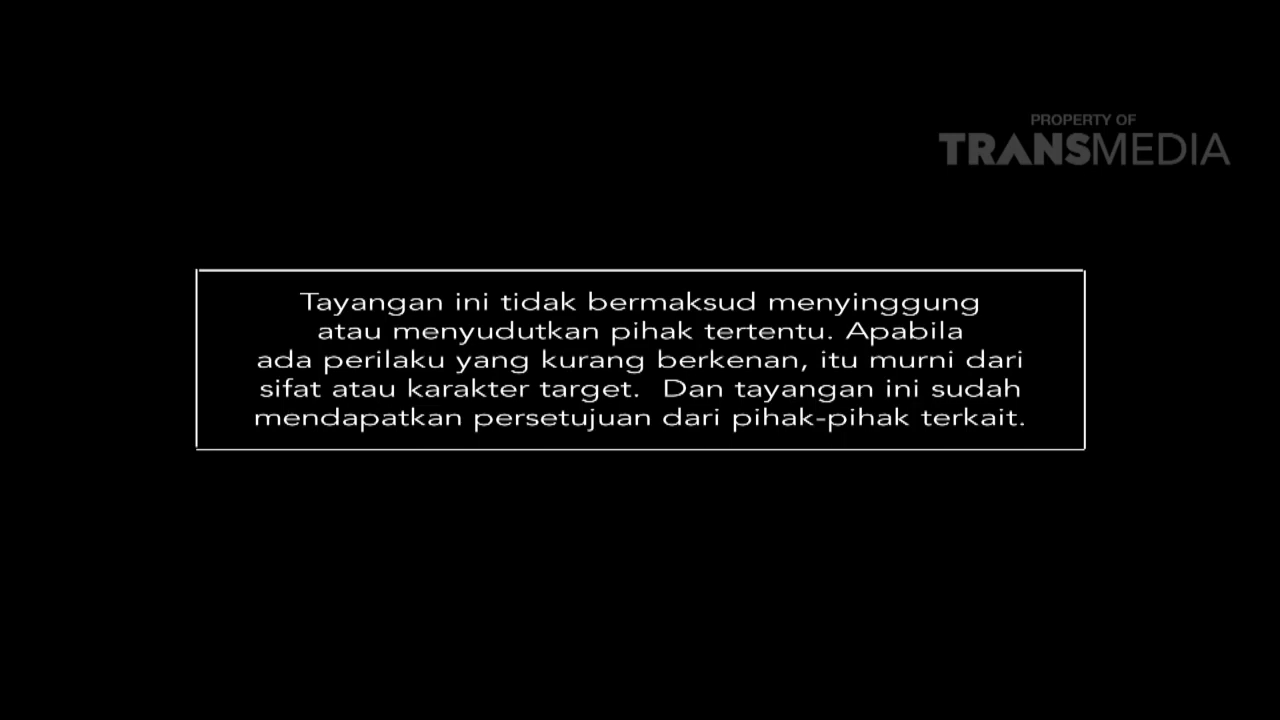 PROPERTY OF
TRANSMEDIA
Tayangan ini tidak bermaksud menyinggung
atau menyudutkan pihak tertentu. Apabila
ada perilaku yang kurang berkenan, itu murni dari
sifat atau karakter target. Dan tayangan ini sudah
mendapatkan persetujuan dari pihak-pihak terkait.